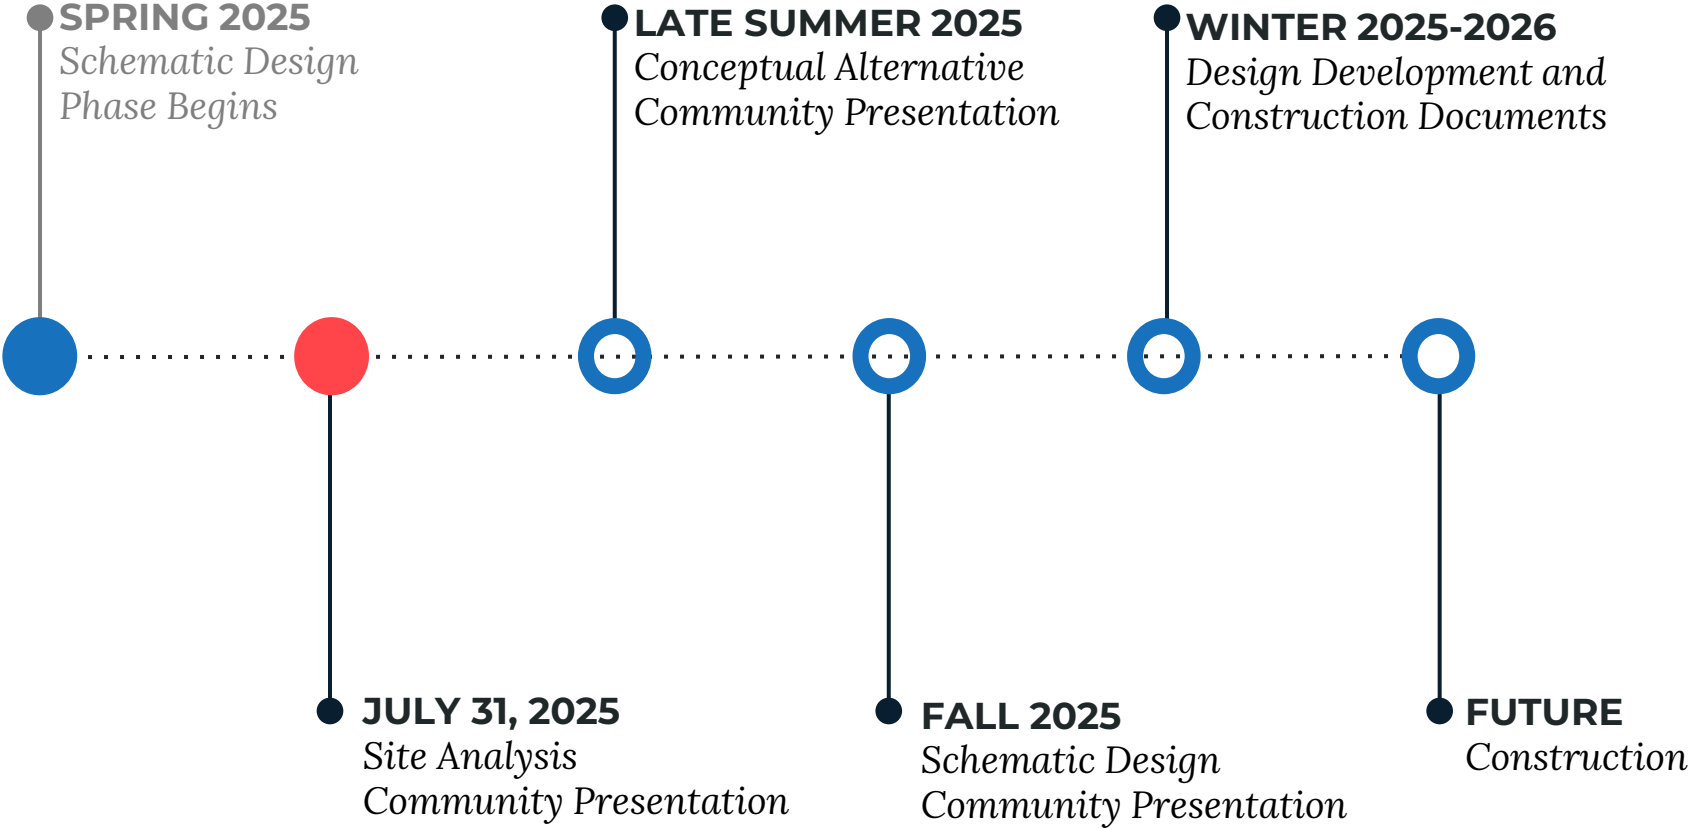 SPRING 2025
Schematic Design
Phase Begins
LATE SUMMER 2025
Conceptual Alternative
Community Presentation
WINTER 2025-2026
Design Development and
Construction Documents
JULY 31, 2025
Site Analysis
Community Presentation
FALL 2025
Schematic Design
Community Presentation
FUTURE
Construction